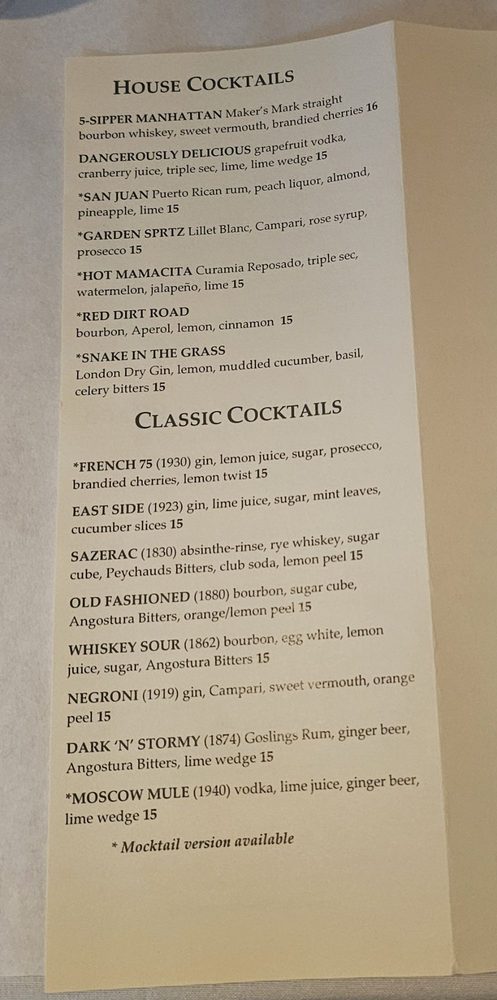 HOUSE COCKTAILS
5-SIPPER MANHATTAN Maker's Mark straight
bourbon whiskey, sweet vermouth, brandied cherries 16
DANGEROUSLY DELICIOUS grapefruit vodka,
cranberry juice, triple sec, lime, lime wedge 15
*SAN JUAN Puerto Rican rum, peach liquor, almond,
pineapple, lime 15
*GARDEN SPRTZ Lillet Blanc, Campari, rose syrup,
prosecco 15
*HOT MAMACITA Curamia Reposado, triple sec,
watermelon, jalapeño, lime 15
*RED DIRT ROAD
bourbon, Aperol, lemon, cinnamon 15
*SNAKE IN THE GRASS
London Dry Gin, lemon, muddled cucumber, basil,
celery bitters 15
CLASSIC COCKTAILS
*FRENCH 75 (1930) gin, lemon juice, sugar, prosecco,
brandied cherries, lemon twist 15
EAST SIDE (1923) gin, lime juice, sugar, mint leaves,
cucumber slices 15
SAZERAC (1830) absinthe-rinse, rye whiskey, sugar
cube, Peychauds Bitters, club soda, lemon peel 15
OLD FASHIONED (1880) bourbon, sugar cube,
Angostura Bitters, orange/lemon peel 15
WHISKEY SOUR (1862) bourbon, egg white, lemon
juice, sugar, Angostura Bitters 15
NEGRONI (1919) gin, Campari, sweet vermouth, orange
peel 15
DARK 'N' STORMY (1874) Goslings Rum, ginger beer,
Angostura Bitters, lime wedge 15
*MOSCOW MULE (1940) vodka, lime juice, ginger beer,
lime wedge 15
* Mocktail version available